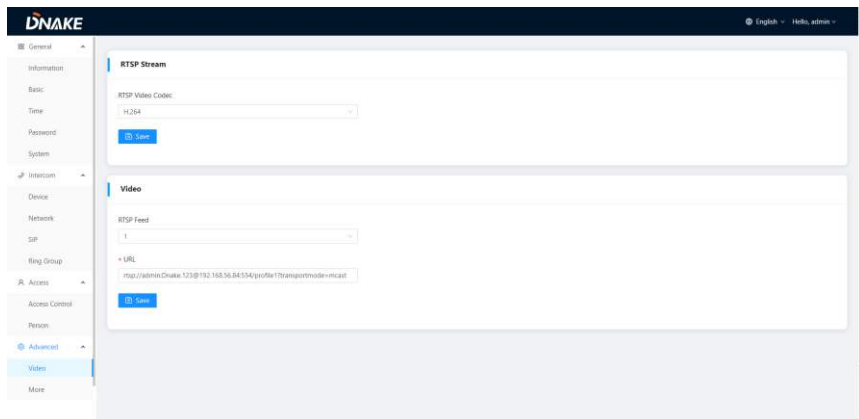 DNAKE
English Hello, admin
General
Information
Basic
Time
Password
System
Intercom
Device
Network
SIP
Ring Group
Access
Access Control
Person
Advanced
Video
More
RTSP Stream
RTSP Video Codec
H.264
Save
Video
RTSP Feed
1
* URL
rtsp://admin:Dnake.123@192.168.56.84:554/profile1?transportmode=mcast
Save